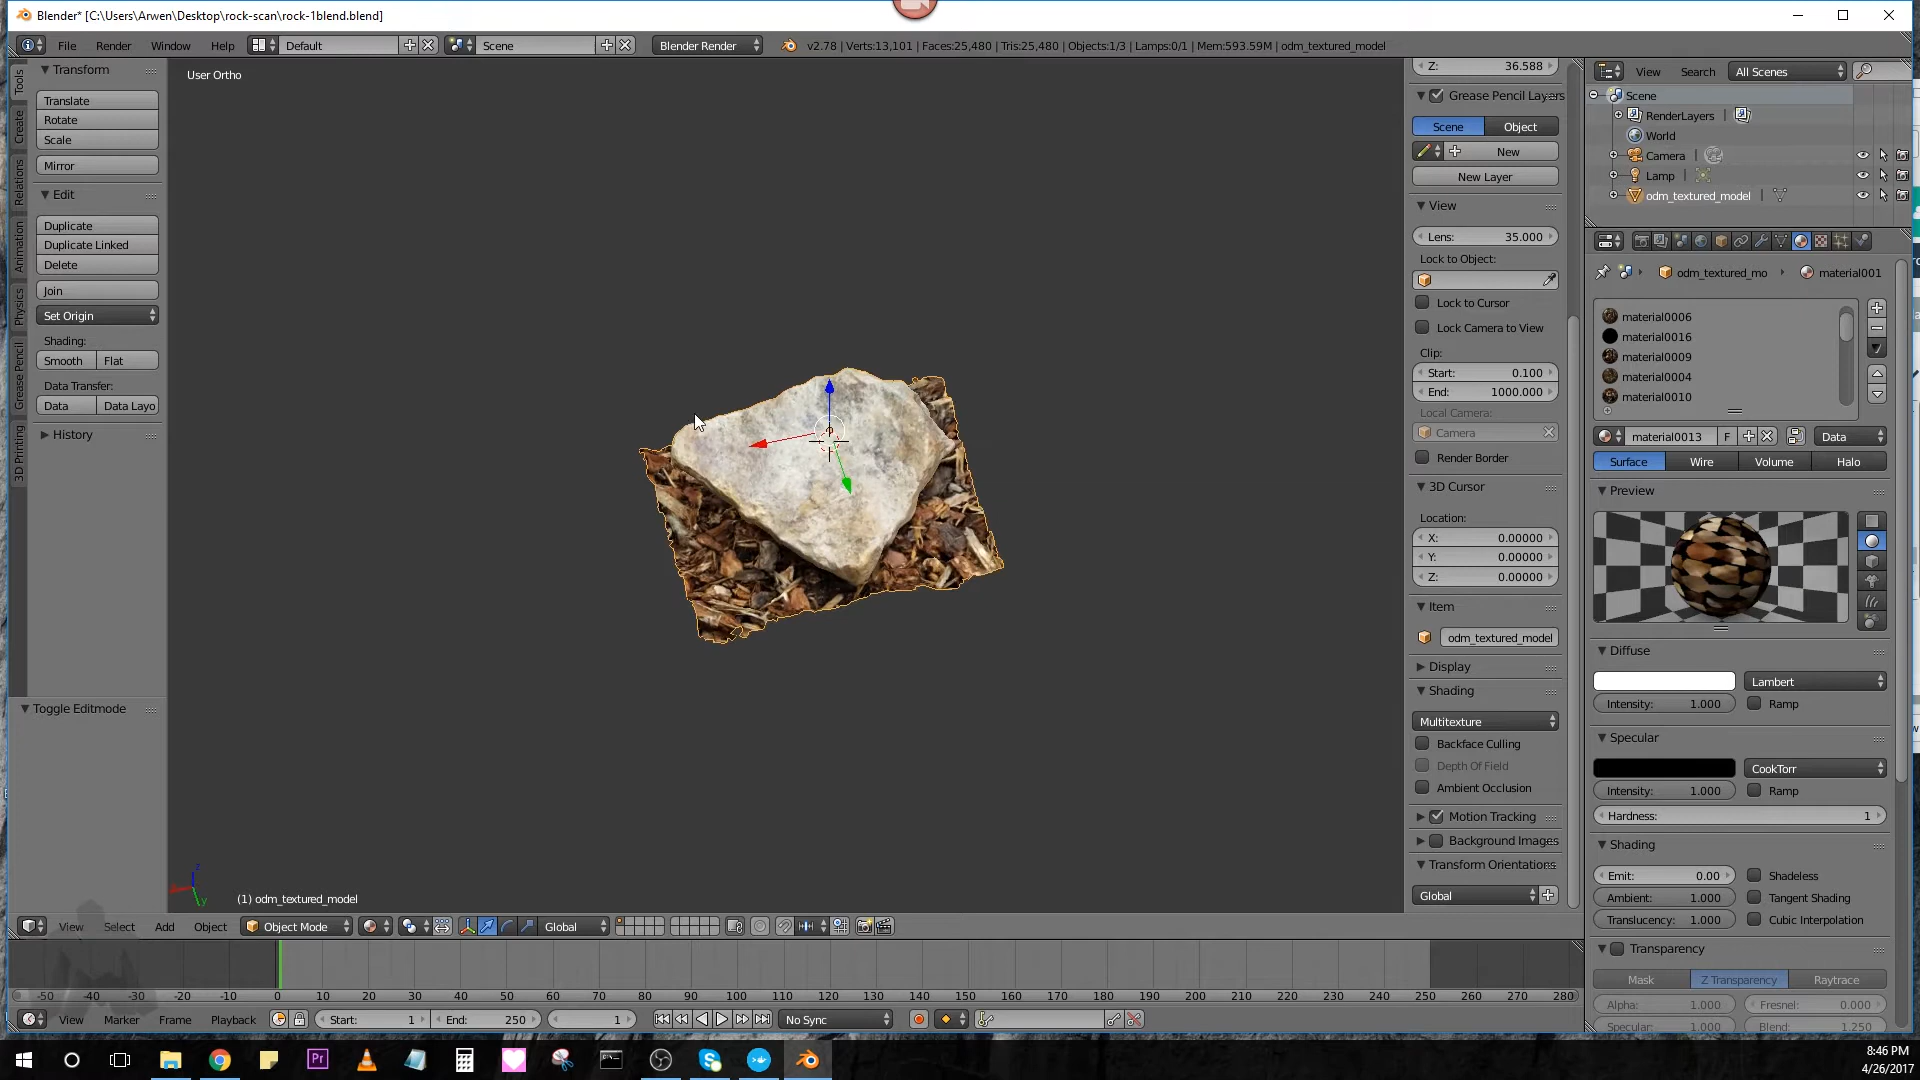 Blender* [C:\Users\Arwen\Desktop\rock-scan\rock-1blend.blend]
File Render Window Help Default Scene Blender Render v2.78 | Verts:13,101 | Faces:25,480 | Tris:25,480 | Objects:1/3 | Lamps:0/1 | Mem:593.59M | odm_textured_model
Tools
Create
Relations
Animation
Physics
Grease Pencil
3D Printing
Transform
Translate
Rotate
Scale
Mirror
Edit
Duplicate
Duplicate Linked
Delete
Join
Set Origin
Shading:
Smooth Flat
Data Transfer:
Data Data Layo
History
Toggle Editmode
User Ortho
z
y
(1) odm_textured_model
View Select Add Object Object Mode Global
Z: 36.588
Grease Pencil Layers
Scene Object
New
New Layer
View
Lens: 35.000
Lock to Object:
Lock to Cursor
Lock Camera to View
Clip:
Start: 0.100
End: 1000.000
Local Camera:
Camera
Render Border
3D Cursor
Location:
X: 0.00000
Y: 0.00000
Z: 0.00000
Item
odm_textured_model
Display
Shading
Multitexture
Backface Culling
Depth Of Field
Ambient Occlusion
Motion Tracking
Background Images
Transform Orientations
Global
View Search All Scenes
Scene
RenderLayers |
World
Camera |
Lamp |
odm_textured_model |
odm_textured_mo material001
material0006
material0016
material0009
material0004
material0010
material0013 F Data
Surface Wire Volume Halo
Preview
Diffuse
Lambert
Intensity: 1.000 Ramp
Specular
CookTorr
Intensity: 1.000 Ramp
Hardness: 1
Shading
Emit: 0.00 Shadeless
Ambient: 1.000 Tangent Shading
Translucency: 1.000 Cubic Interpolation
Transparency
Mask Z Transparency Raytrace
Alpha: 1.000 Fresnel: 0.000
Specular: 1.000 Blend: 1.250
-50 -40 -30 -20 -10 0 10 20 30 40 50 60 70 80 90 100 110 120 130 140 150 160 170 180 190 200 210 220 230 240 250 260 270 280
View Marker Frame Playback Start: 1 End: 250 1 No Sync
Pr
8:46 PM
4/26/2017